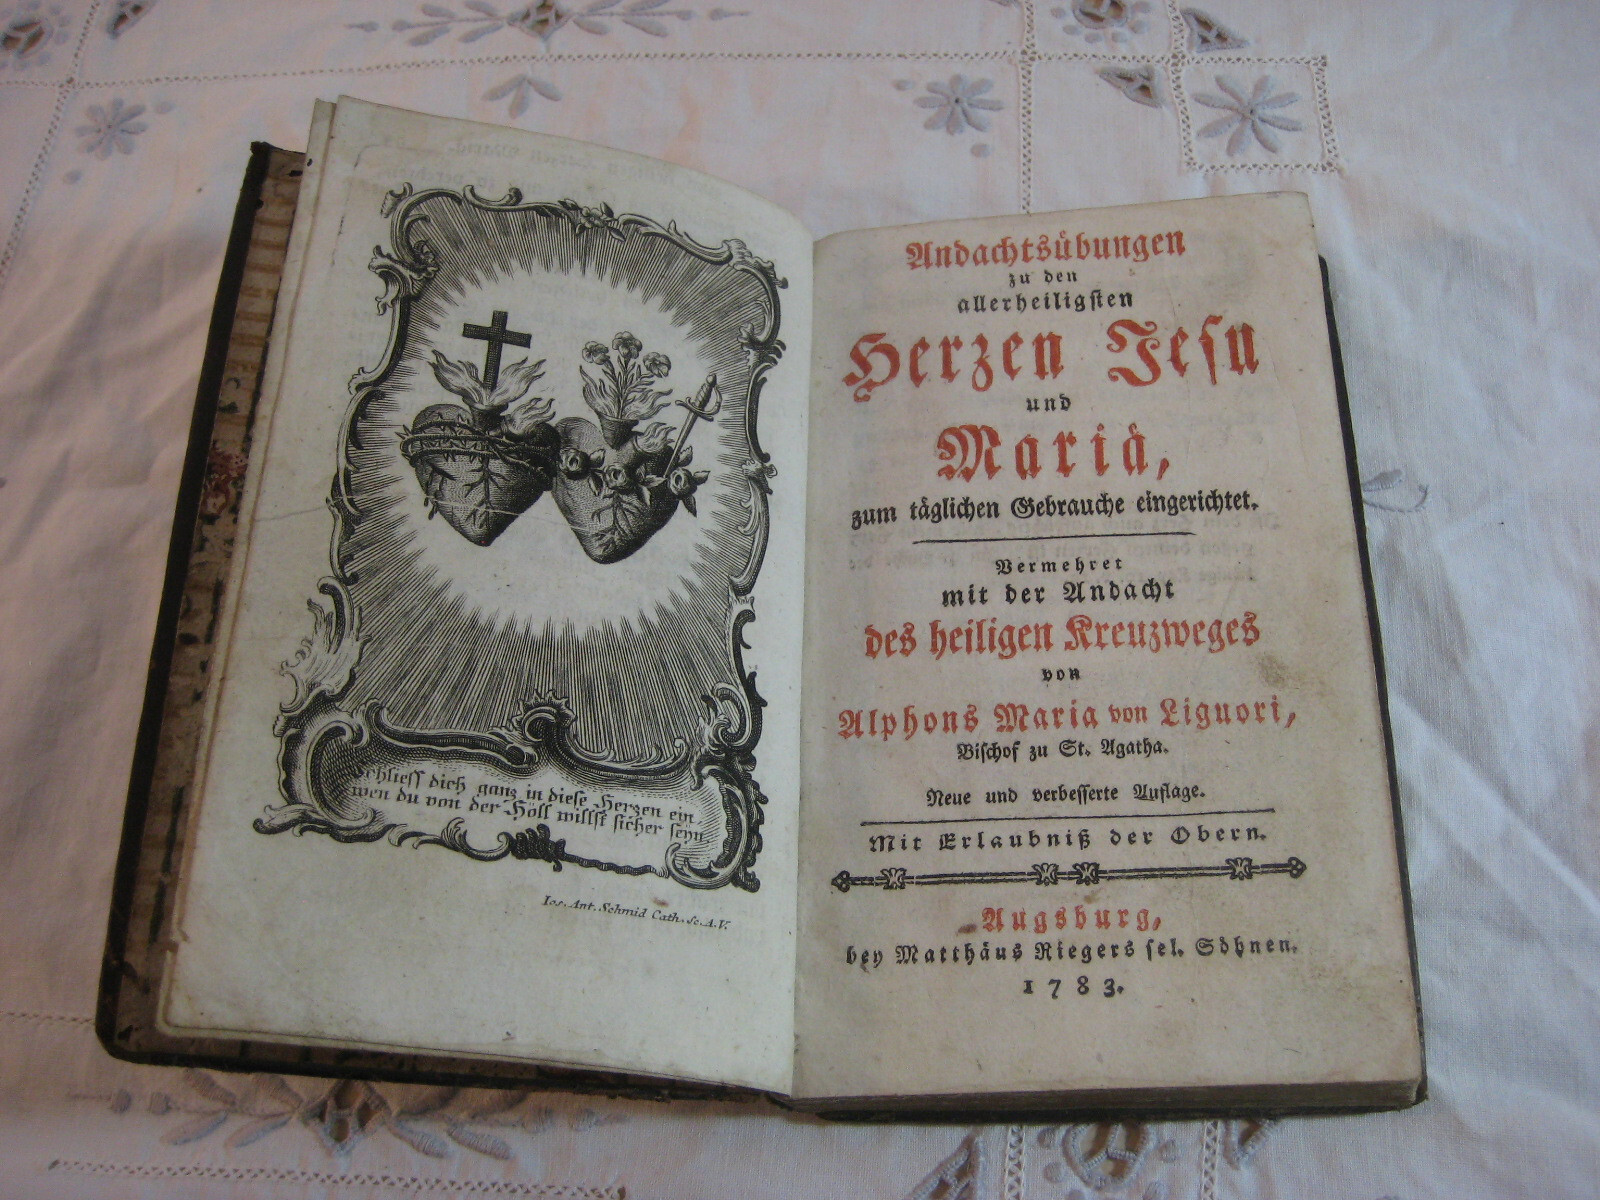 Schliess dich ganz in diese Herzen ein,
wen du von der Höll willst sicher seyn
Ios. Ant. Schmid Cath. sc. A.V.
Andachtsübungen
zu den
allerheiligsten
Herzen Jesu
und
Mariä,
zum täglichen Gebrauche eingerichtet.
Vermehret
mit der Andacht
des heiligen Kreuzweges
von
Alphons Maria von Liguori,
Bischof zu St. Agatha.
Neue und verbesserte Auflage.
Mit Erlaubniß der Obern.
Augsburg,
bey Matthäus Riegers sel. Söhnen.
1783.